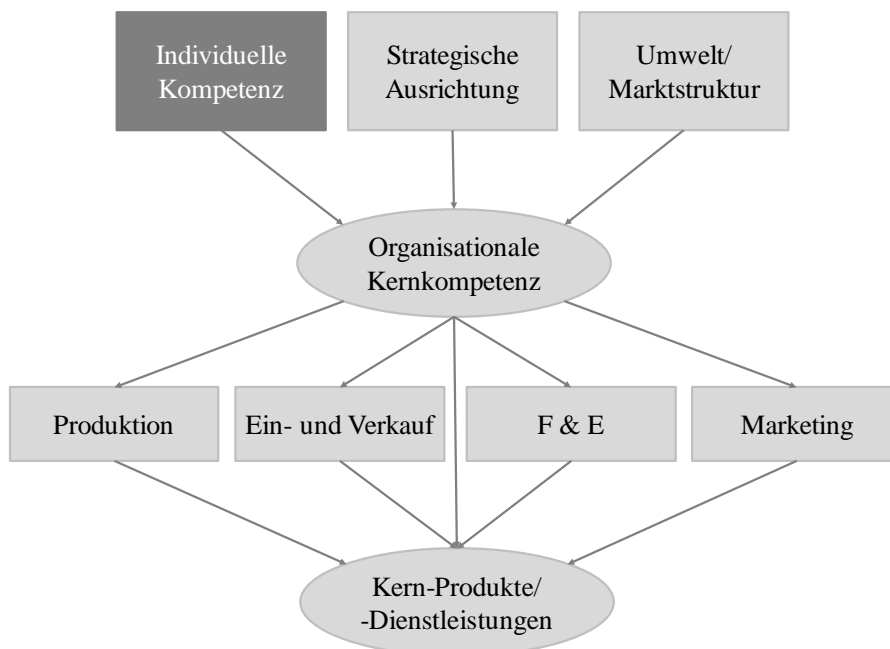 Individuelle
Kompetenz
Strategische
Ausrichtung
Umwelt/
Marktstruktur
Organisationale
Kernkompetenz
Produktion
Ein- und Verkauf
F & E
Marketing
Kern-Produkte/
-Dienstleistungen